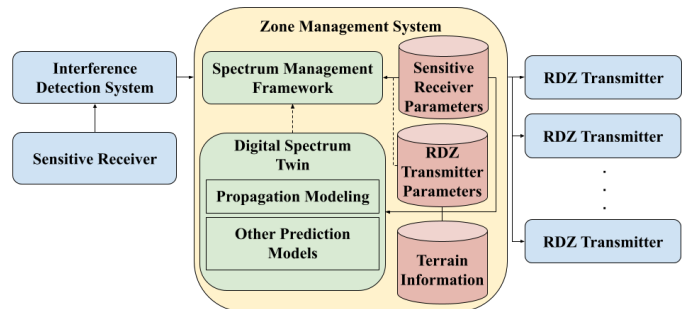 Zone Management System
Interference
Detection System
Sensitive Receiver
Spectrum Management
Framework
Digital Spectrum
Twin
Propagation Modeling
Other Prediction
Models
Sensitive
Receiver
Parameters
RDZ
Transmitter
Parameters
Terrain
Information
RDZ Transmitter
RDZ Transmitter
RDZ Transmitter